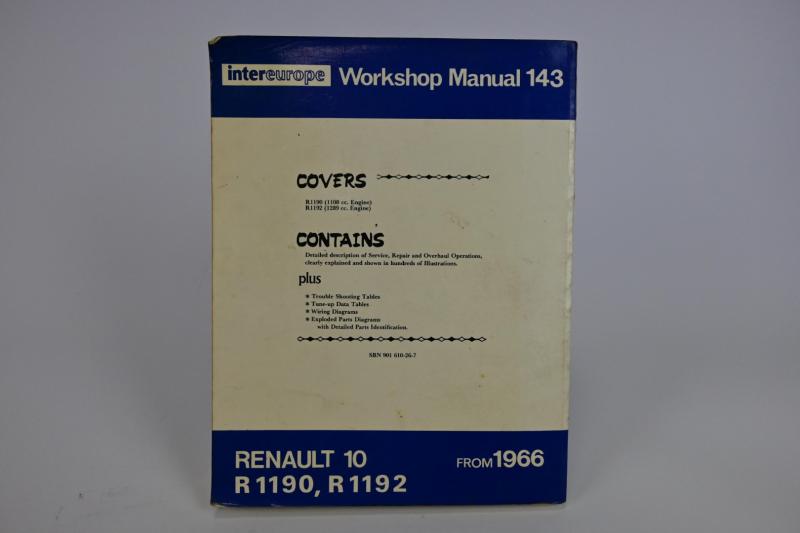 intereurope Workshop Manual 143
COVERS
R1190 (1108 cc. Engine)
R1192 (1289 cc. Engine)
CONTAINS
Detailed description of Service, Repair and Overhaul Operations,
clearly explained and shown in hundreds of Illustrations.
plus
* Trouble Shooting Tables
* Tune-up Data Tables
* Wiring Diagrams
* Exploded Parts Diagrams
with Detailed Parts Identification.
SBN 901 610-26-7
RENAULT 10 FROM 1966
R1190, R1192